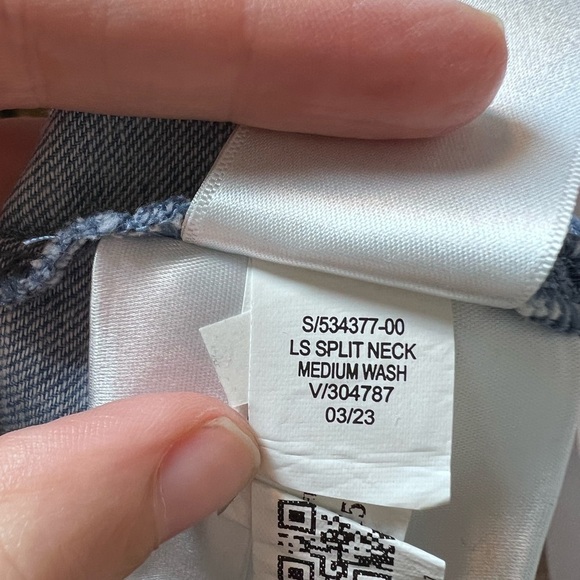 S/534377-00
LS SPLIT NECK
MEDIUM WASH
V/304787
03/23